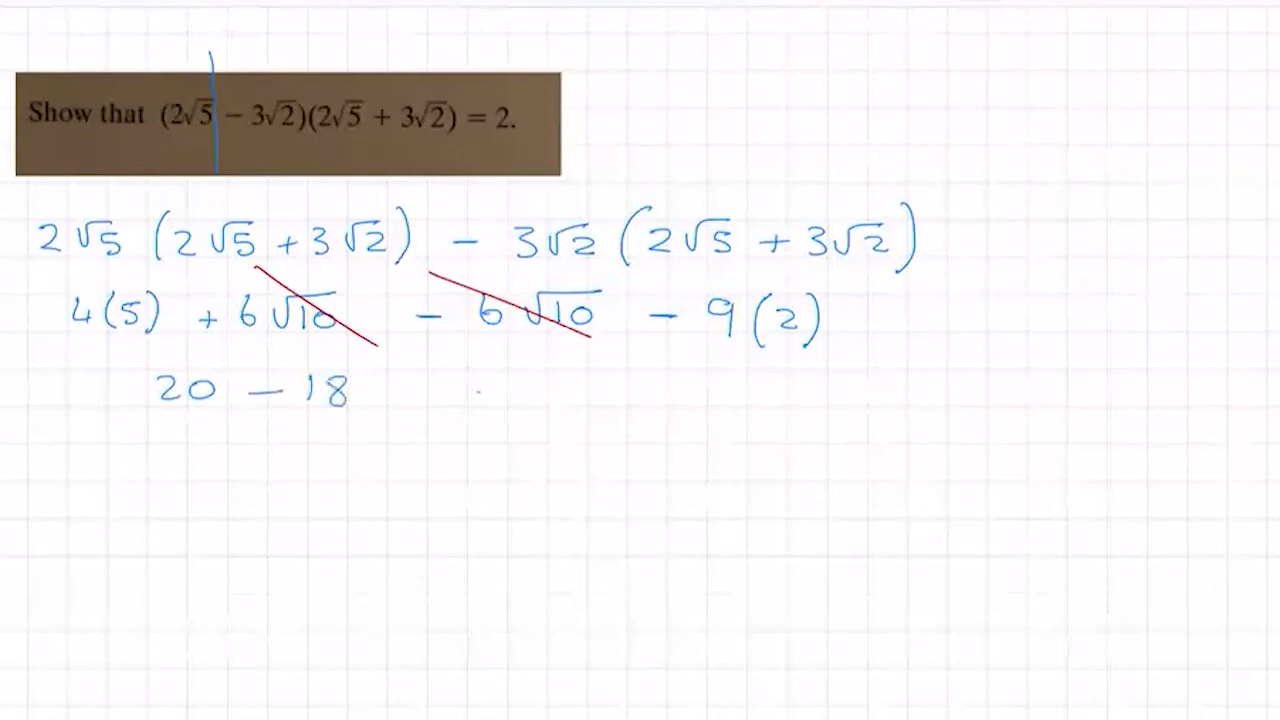 Show that (2√5 − 3√2)(2√5 + 3√2) = 2.
2√5 (2√5 + 3√2) − 3√2 (2√5 + 3√2)
4(5) + 6√10 − 6√10 − 9(2)
20 − 18